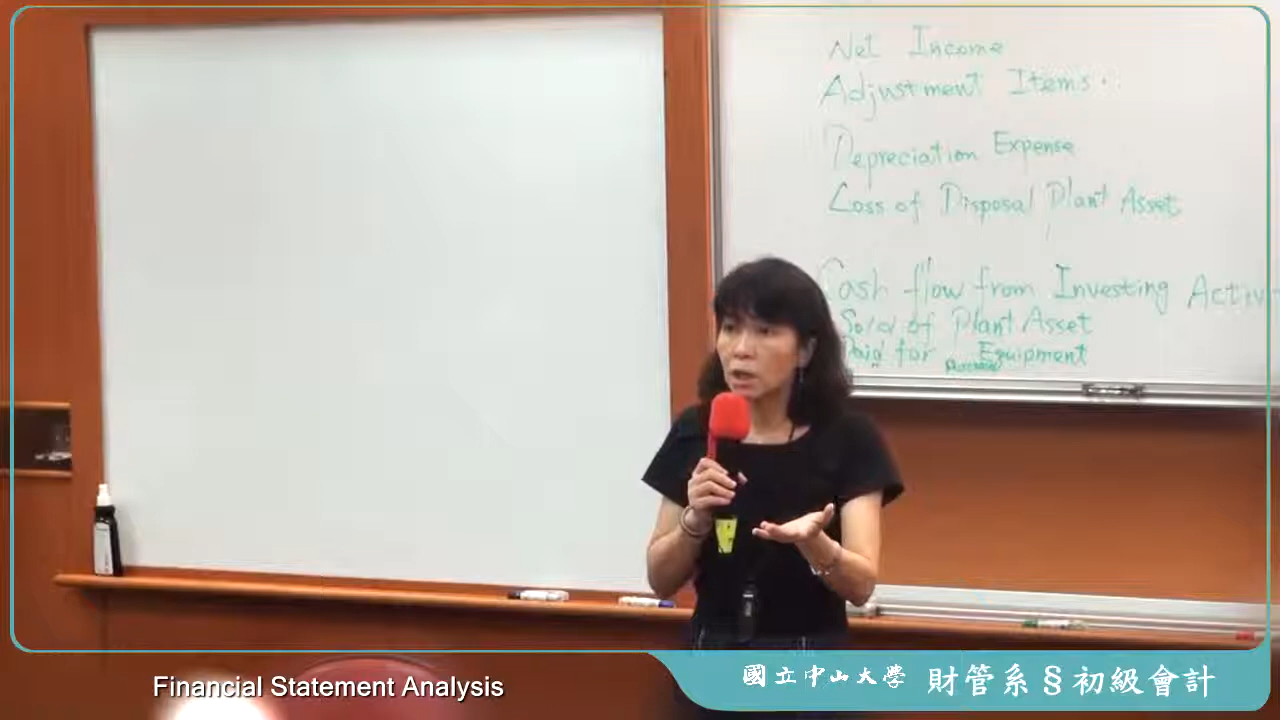 Net Income
Adjustment Items
Depreciation Expense
Loss of Disposal Plant Asset
Cash flow from Investing Activ
Sold of Plant Asset
Paid for Equipment
Financial Statement Analysis
國立中山大學 財管系§初級會計